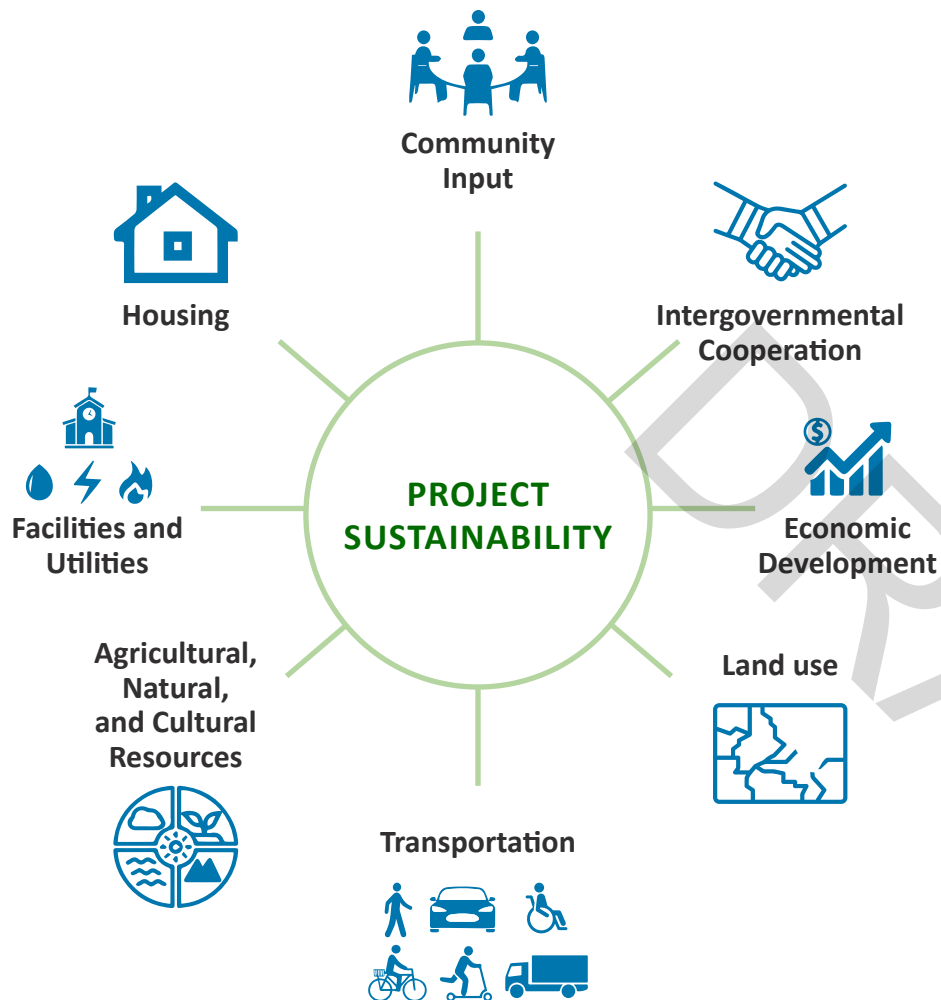 Community
Input
Intergovernmental
Cooperation
Economic
Development
Land use
Transportation
Agricultural,
Natural,
and Cultural
Resources
Facilities and
Utilities
Housing
PROJECT
SUSTAINABILITY
$